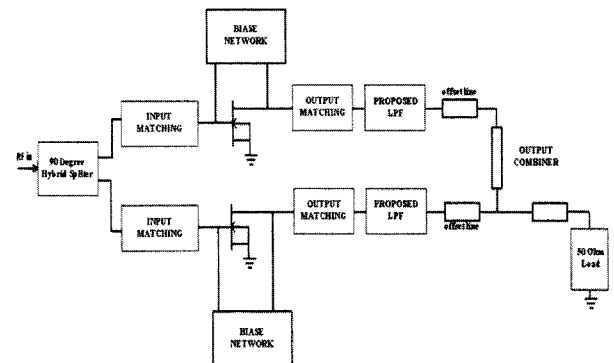 BIASE
NETWORK
INPUT
MATCHING
OUTPUT
MATCHING
PROPOSED
LPF
offset line
Rf in
90 Degree
Hybrid Spliter
OUTPUT
COMBINER
INPUT
MATCHING
OUTPUT
MATCHING
PROPOSED
LPF
offset line
50 Ohm
Load
BIASE
NETWORK